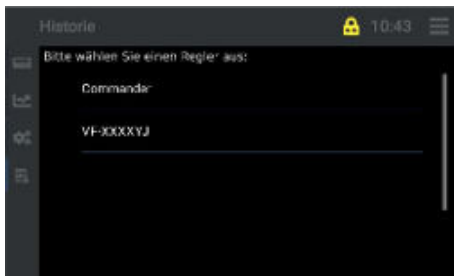 Historie
10:43
Bitte wählen Sie einen Regler aus:
Commander
VF-XXXXYJ